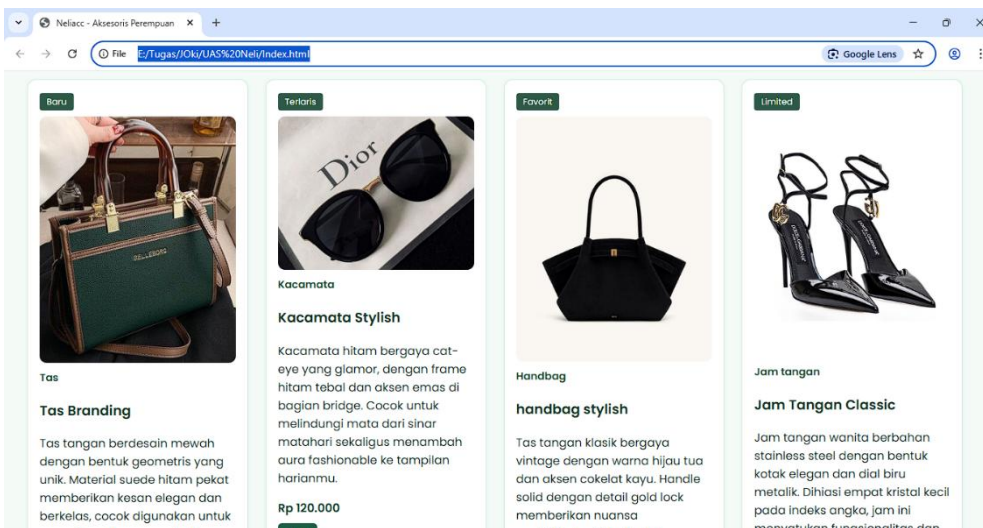 Neliacc - Aksesoris Perempuan
File
E:/Tugas/JOki/UAS%20Neli/Index.html
Google Lens
Baru
BELLEBORE
Tas
Tas Branding
Tas tangan berdesain mewah
dengan bentuk geometris yang
unik. Material suede hitam pekat
memberikan kesan elegan dan
berkelas, cocok digunakan untuk
Terlaris
Dior
Kacamata
Kacamata Stylish
Kacamata hitam bergaya cat-
eye yang glamor, dengan frame
hitam tebal dan aksen emas di
bagian bridge. Cocok untuk
melindungi mata dari sinar
matahari sekaligus menambah
aura fashionable ke tampilan
harianmu.
Rp 120.000
Favorit
Handbag
handbag stylish
Tas tangan klasik bergaya
vintage dengan warna hijau tua
dan aksen cokelat kayu. Handle
solid dengan detail gold lock
memberikan nuansa
Limited
Jam tangan
Jam Tangan Classic
Jam tangan wanita berbahan
stainless steel dengan bentuk
kotak elegan dan dial biru
metalik. Dihiasi empat kristal kecil
pada indeks angka, jam ini
menyatukan fungsionalitas dan